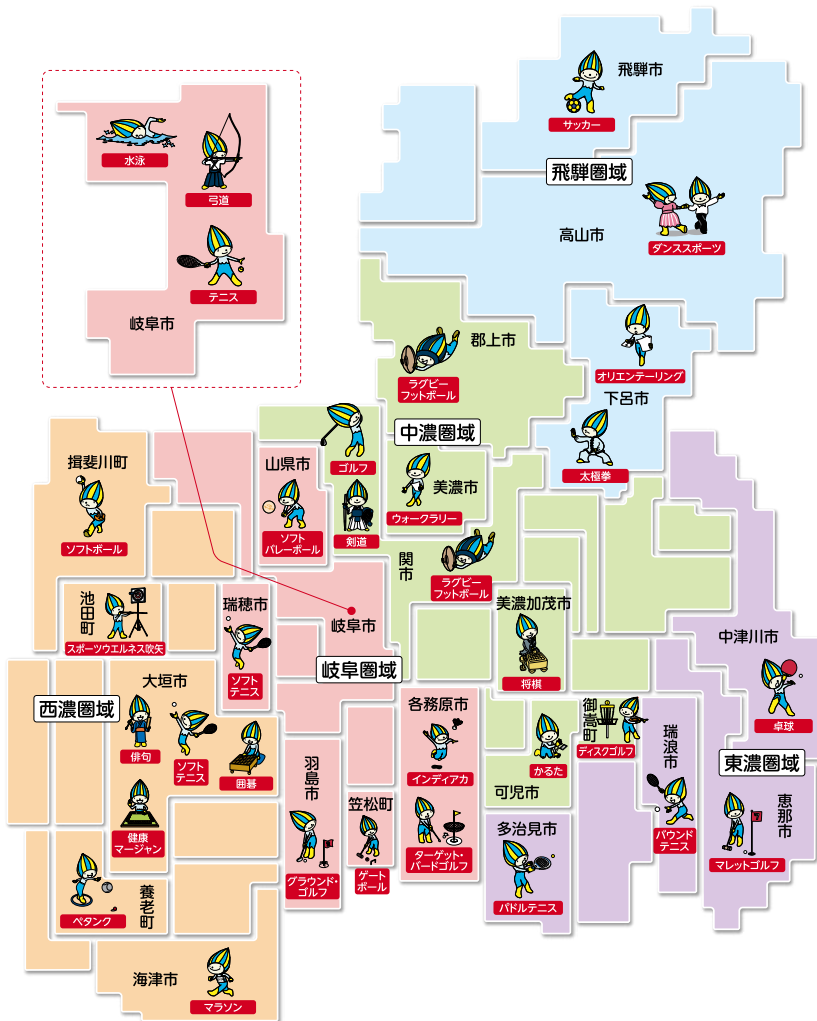 飛騨市
サッカー
水泳
弓道
テニス
岐阜市
飛騨圏域
高山市
ダンススポーツ
郡上市
ラグビー
フットボール
オリエンテーリング
下呂市
太極拳
中濃圏域
揖斐川町
ソフトボール
山県市
ソフト
バレーボール
ゴルフ
剣道
美濃市
ウォークラリー
関市
ラグビー
フットボール
池田町
スポーツウエルネス吹矢
瑞穂市
ソフト
テニス
岐阜市
岐阜圏域
美濃加茂市
将棋
中津川市
卓球
西濃圏域
大垣市
俳句
ソフト
テニス
囲碁
健康
マージャン
羽島市
グラウンド・
ゴルフ
笠松町
ゲート
ボール
各務原市
インディアカ
ターゲット・
バードゴルフ
御嵩町
ディスクゴルフ
かるた
可児市
瑞浪市
バウンド
テニス
東濃圏域
恵那市
マレットゴルフ
多治見市
パドルテニス
養老町
ペタンク
海津市
マラソン